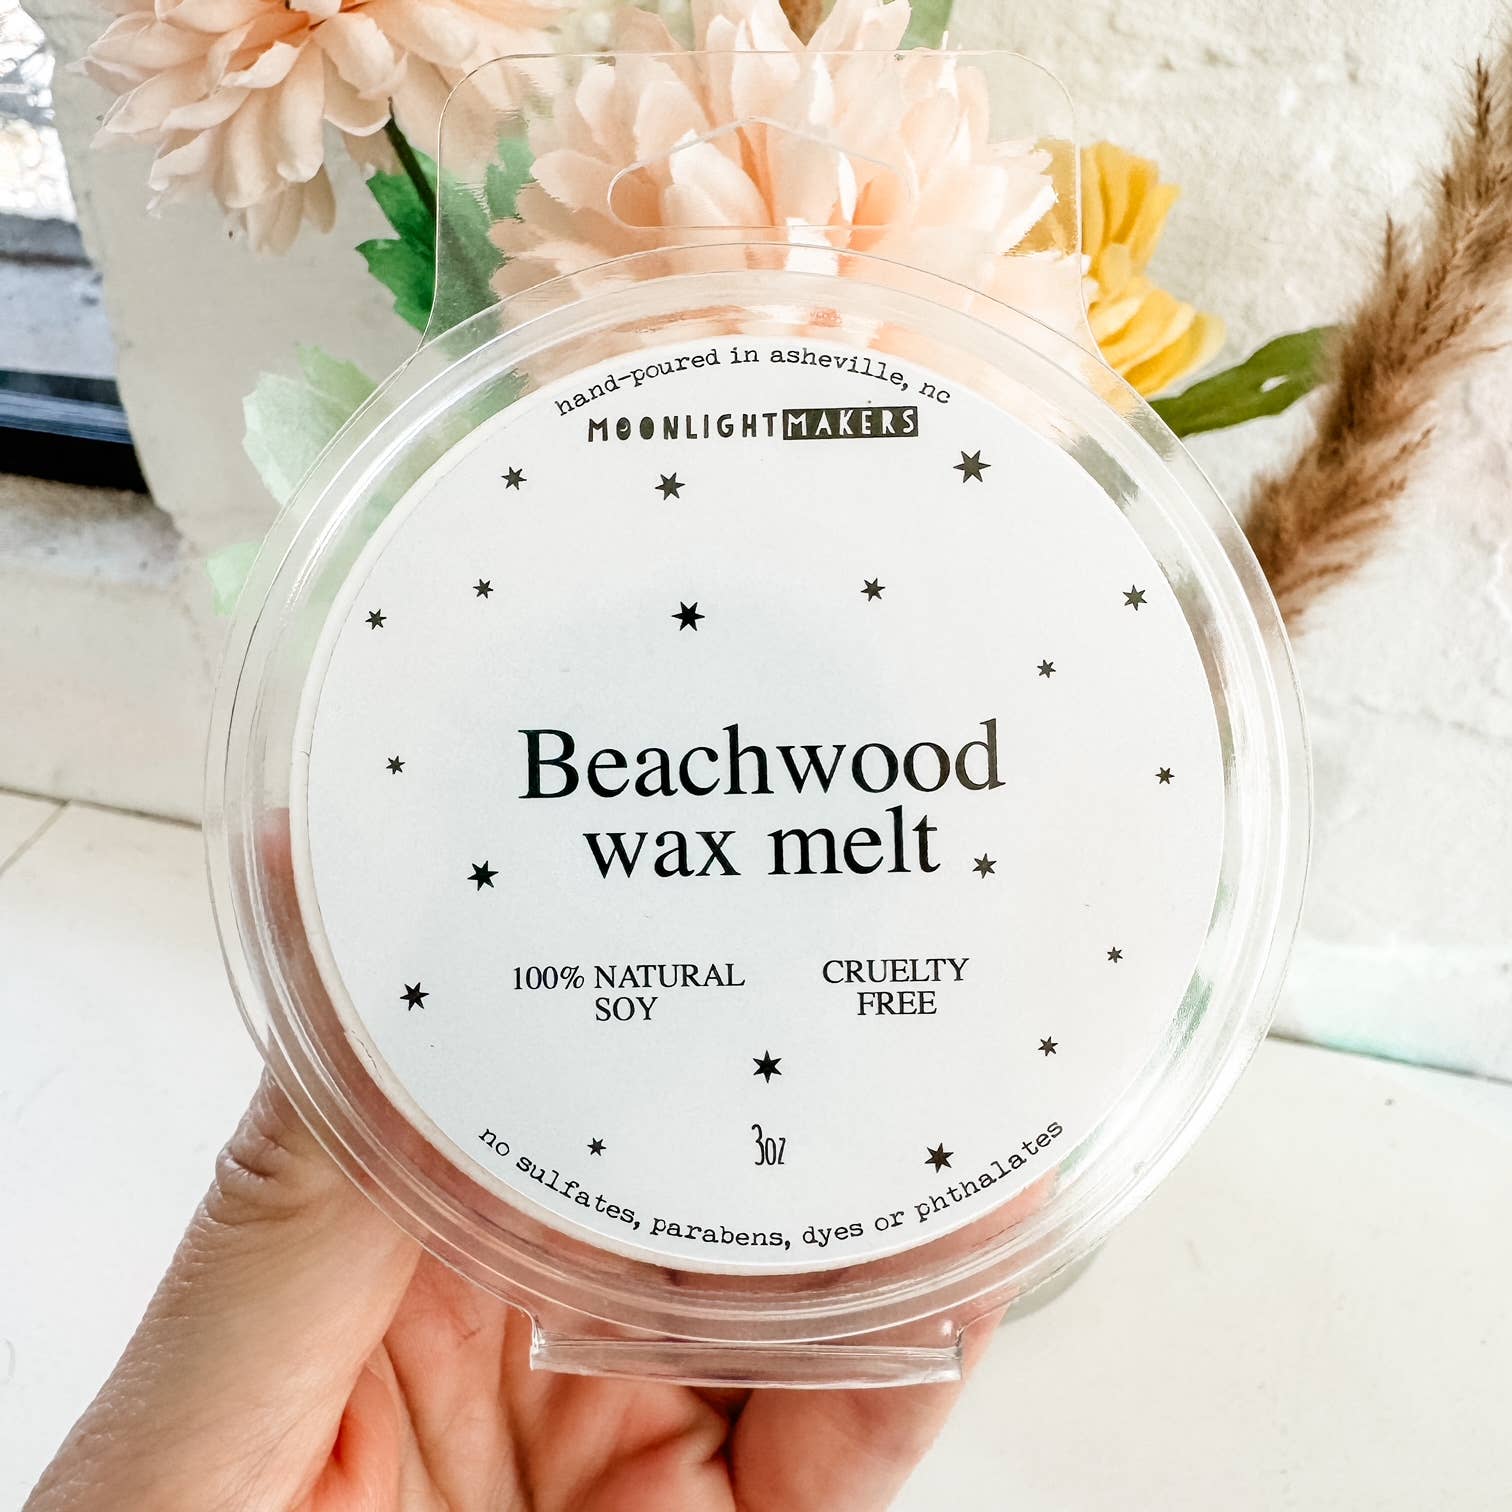 hand-poured in asheville, nc
MOONLIGHTMAKERS
Beachwood
wax melt
100% NATURAL
SOY
CRUELTY
FREE
3oz
no sulfates, parabens, dyes or phthalates